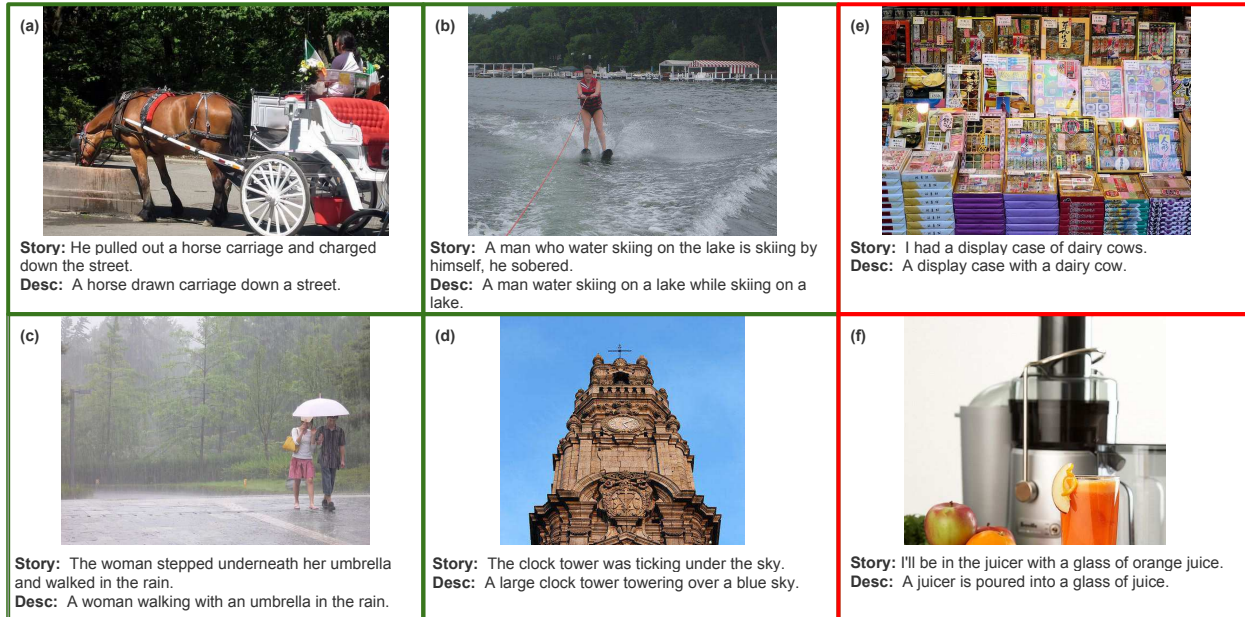 (a)
Story: He pulled out a horse carriage and charged
down the street.
Desc: A horse drawn carriage down a street.
(b)
Story: A man who water skiing on the lake is skiing by
himself, he sobered.
Desc: A man water skiing on a lake while skiing on a
lake.
(e)
Story: I had a display case of dairy cows.
Desc: A display case with a dairy cow.
(c)
Story: The woman stepped underneath her umbrella
and walked in the rain.
Desc: A woman walking with an umbrella in the rain.
(d)
Story: The clock tower was ticking under the sky.
Desc: A large clock tower towering over a blue sky.
(f)
Story: I'll be in the juicer with a glass of orange juice.
Desc: A juicer is poured into a glass of juice.